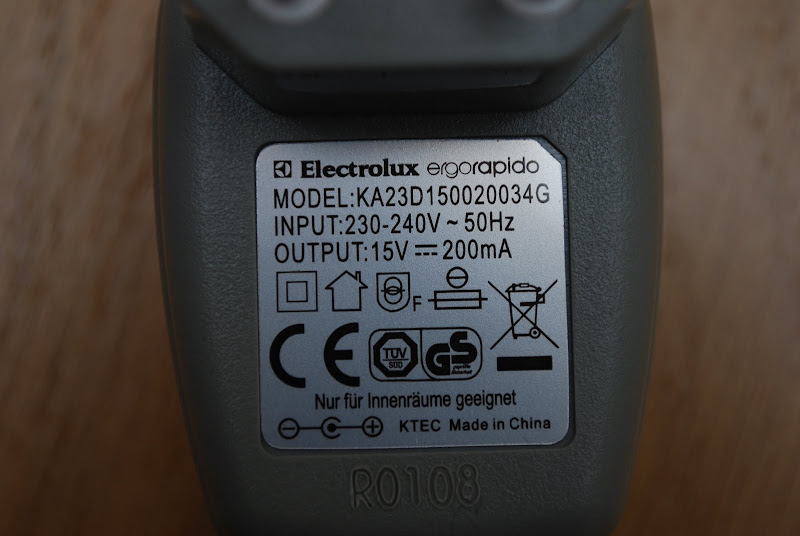 Electrolux ergorapido
MODEL:KA23D150020034G
INPUT:230-240V ~ 50Hz
OUTPUT:15V ⎓ 200mA
F
CE TÜV SÜD GS
Nur für Innenräume geeignet
KTEC Made in China
R0108